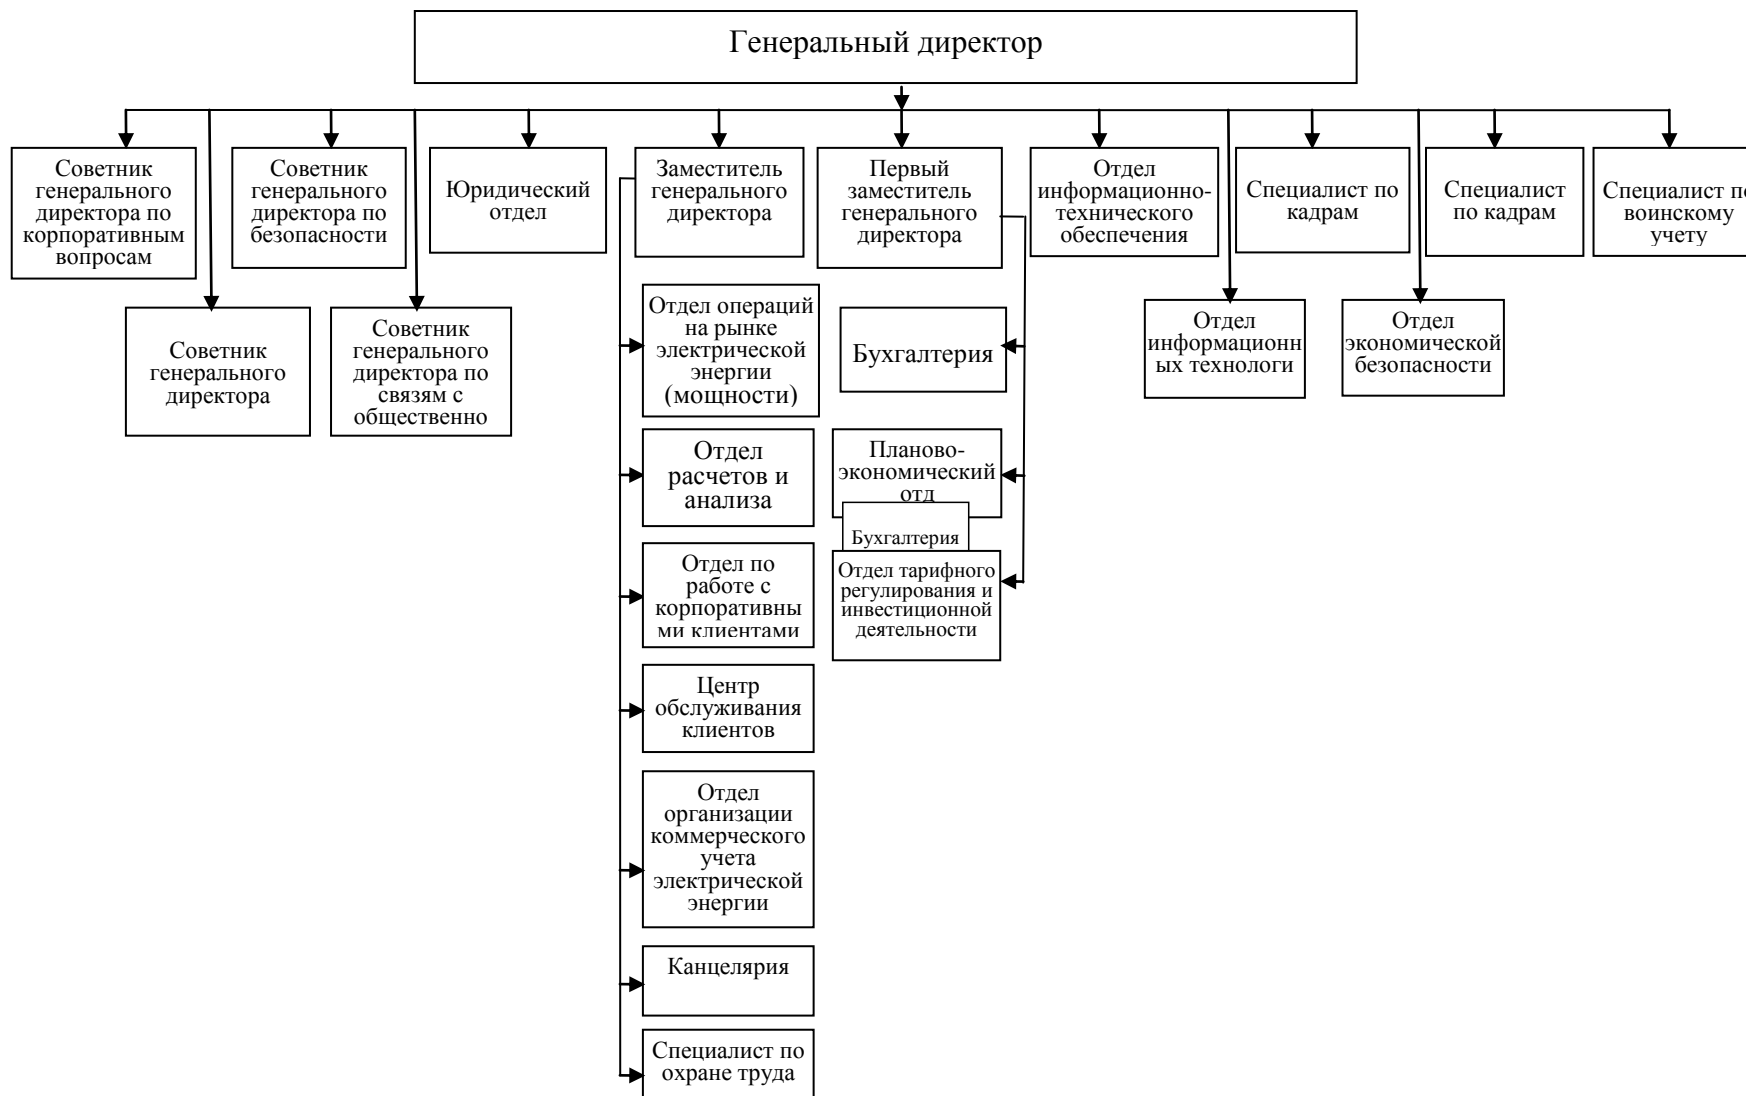 Генеральный директор
Советник
генерального
директора по
корпоративным
вопросам
Советник
генерального
директора по
безопасности
Юридический
отдел
Заместитель
генерального
директора
Первый
заместитель
генерального
директора
Отдел
информационно-
технического
обеспечения
Специалист по
кадрам
Специалист
по кадрам
Специалист по
воинскому
учету
Советник
генерального
директора
Советник
генерального
директора по
связям с
общественно
Отдел
информационн
ых технологи
Отдел
экономической
безопасности
Отдел операций
на рынке
электрической
энергии
(мощности)
Отдел
расчетов и
анализа
Отдел по
работе с
корпоративны
ми клиентами
Центр
обслуживания
клиентов
Отдел
организации
коммерческого
учета
электрической
энергии
Канцелярия
Специалист по
охране труда
Бухгалтерия
Планово-
экономический
отд
Бухгалтерия
Отдел тарифного
регулирования и
инвестиционной
деятельности